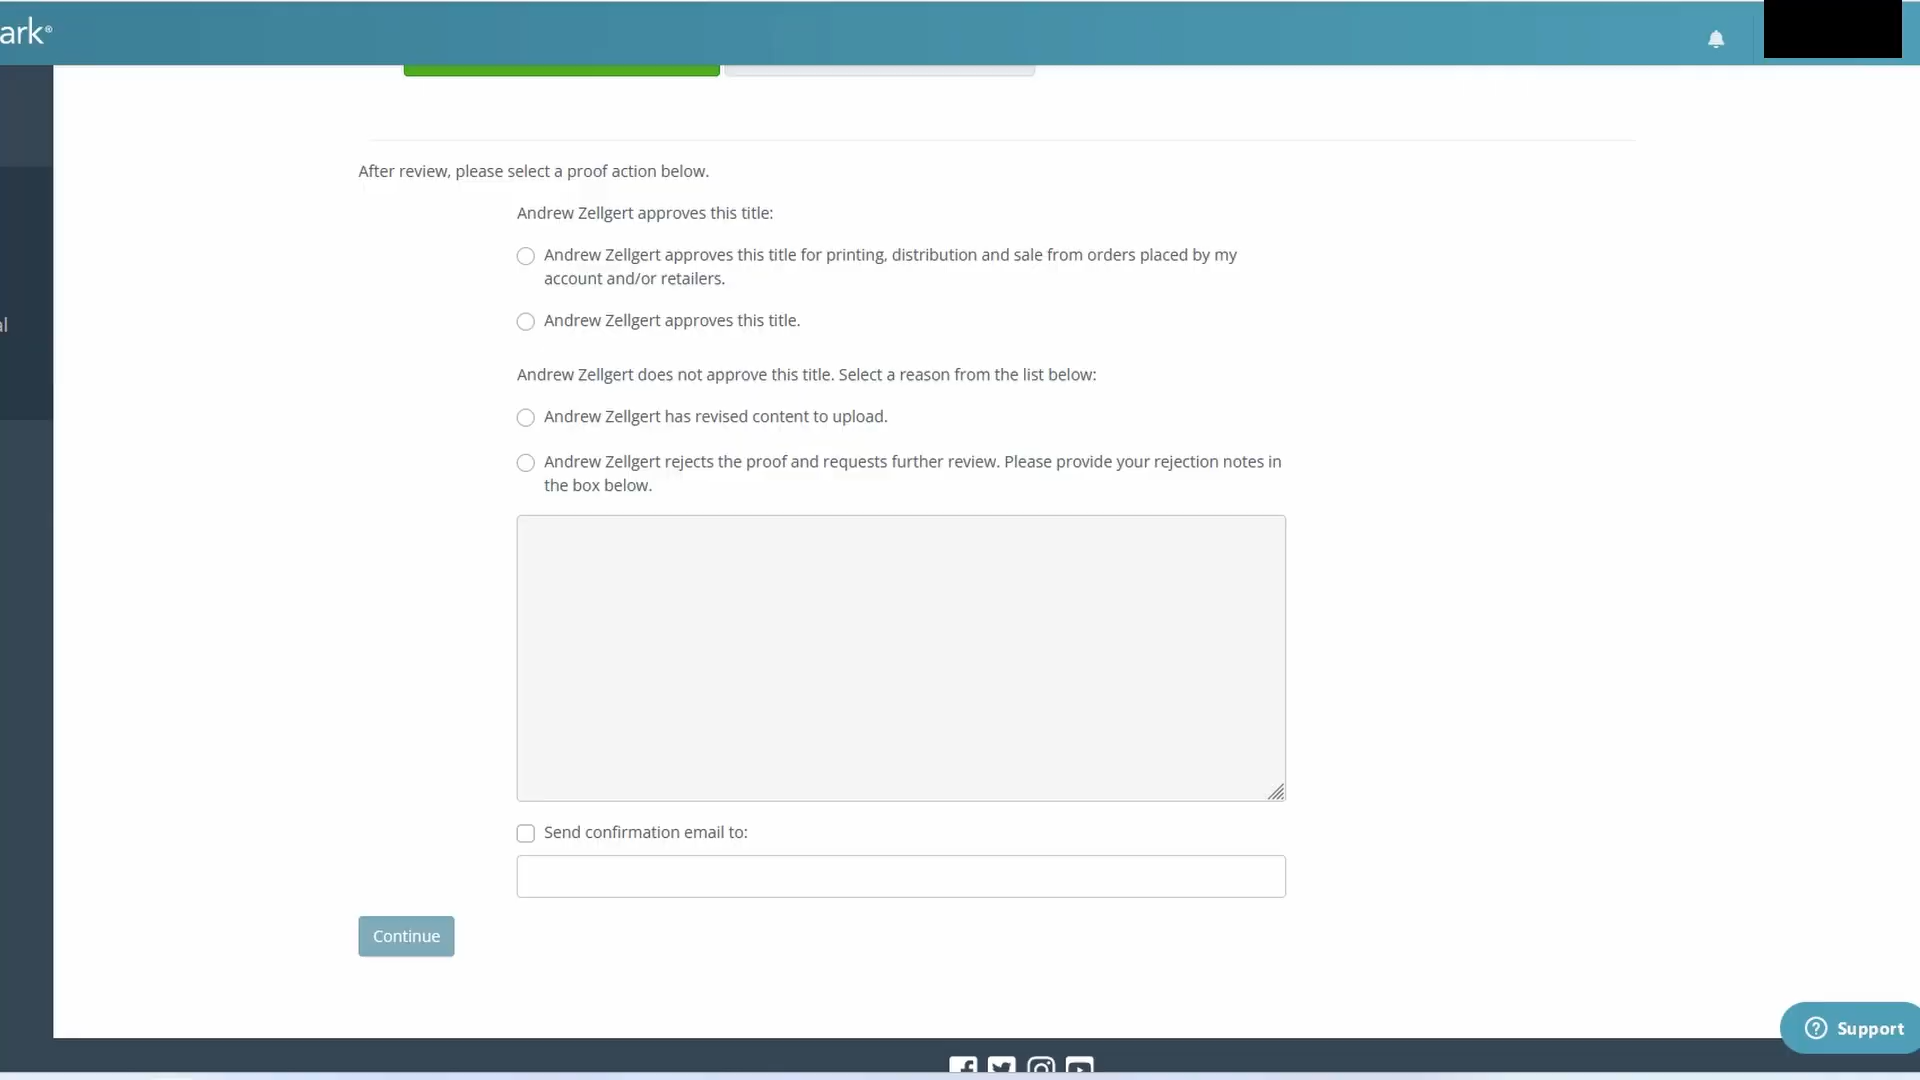 ark®
After review, please select a proof action below.
Andrew Zellgert approves this title:
Andrew Zellgert approves this title for printing, distribution and sale from orders placed by my
account and/or retailers.
al
Andrew Zellgert approves this title.
Andrew Zellgert does not approve this title. Select a reason from the list below:
Andrew Zellgert has revised content to upload.
Andrew Zellgert rejects the proof and requests further review. Please provide your rejection notes in
the box below.
Send confirmation email to:
Continue
Support